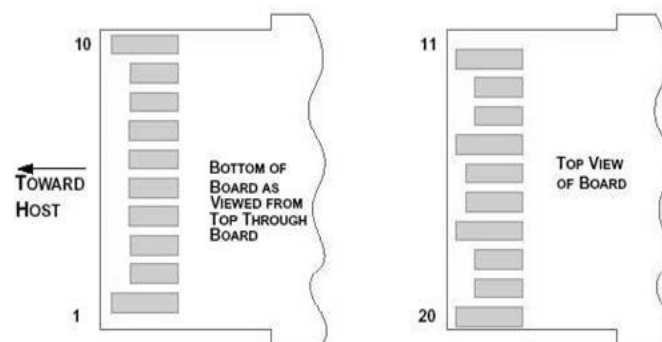 10
TOWARD
HOST
BOTTOM OF
BOARD AS
VIEWED FROM
TOP THROUGH
BOARD
1
11
TOP VIEW
OF BOARD
20